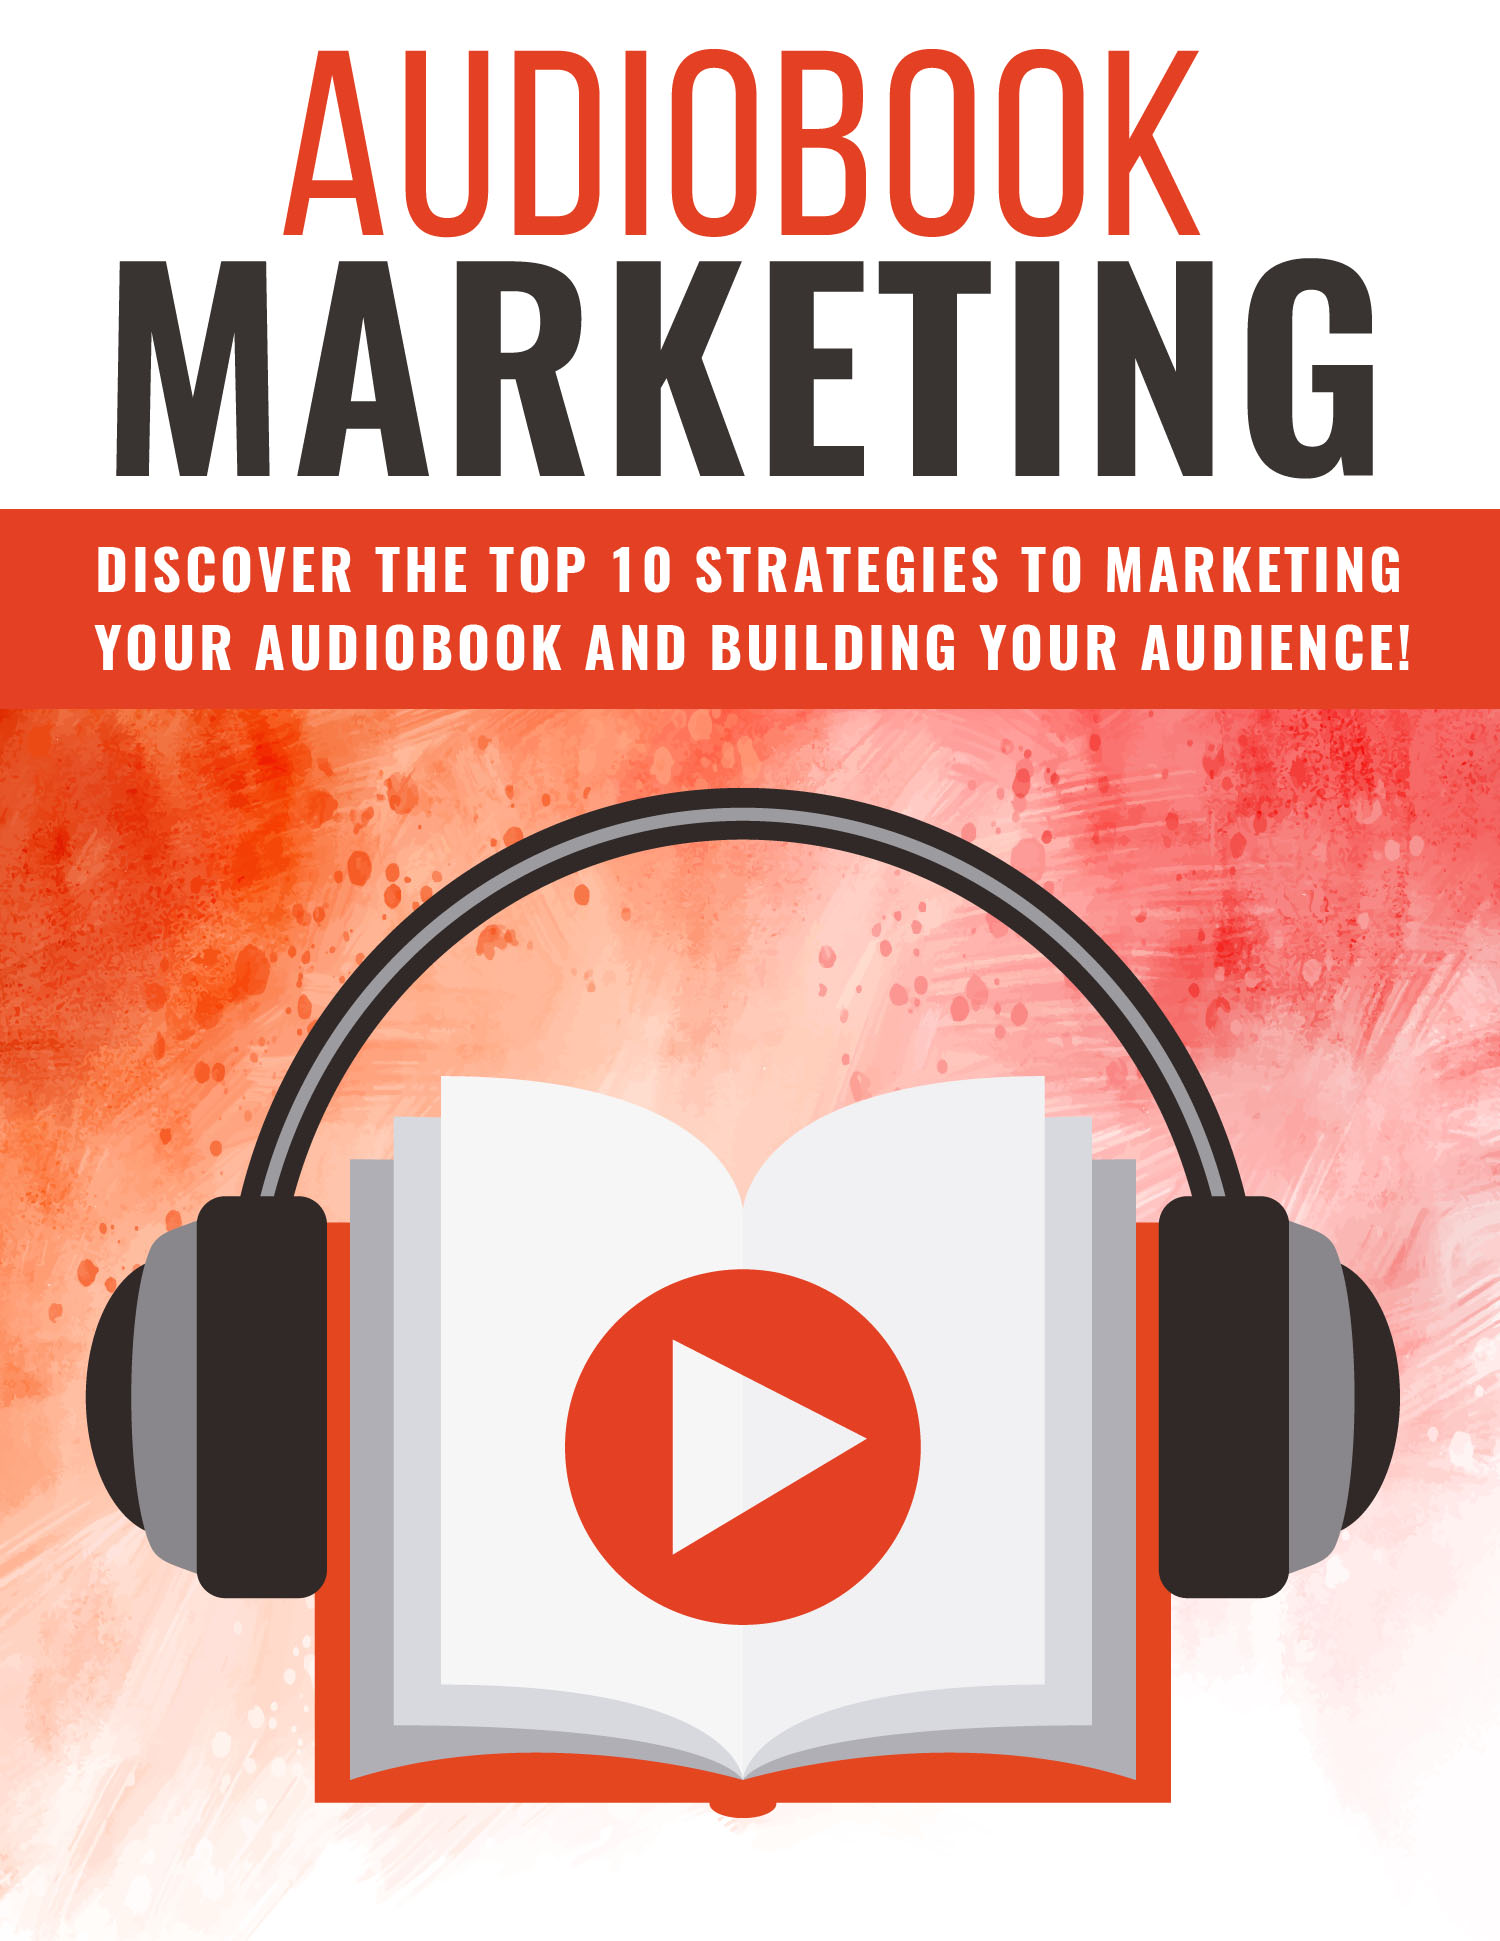 AUDIOBOOK
MARKETING
DISCOVER THE TOP 10 STRATEGIES TO MARKETING
YOUR AUDIOBOOK AND BUILDING YOUR AUDIENCE!